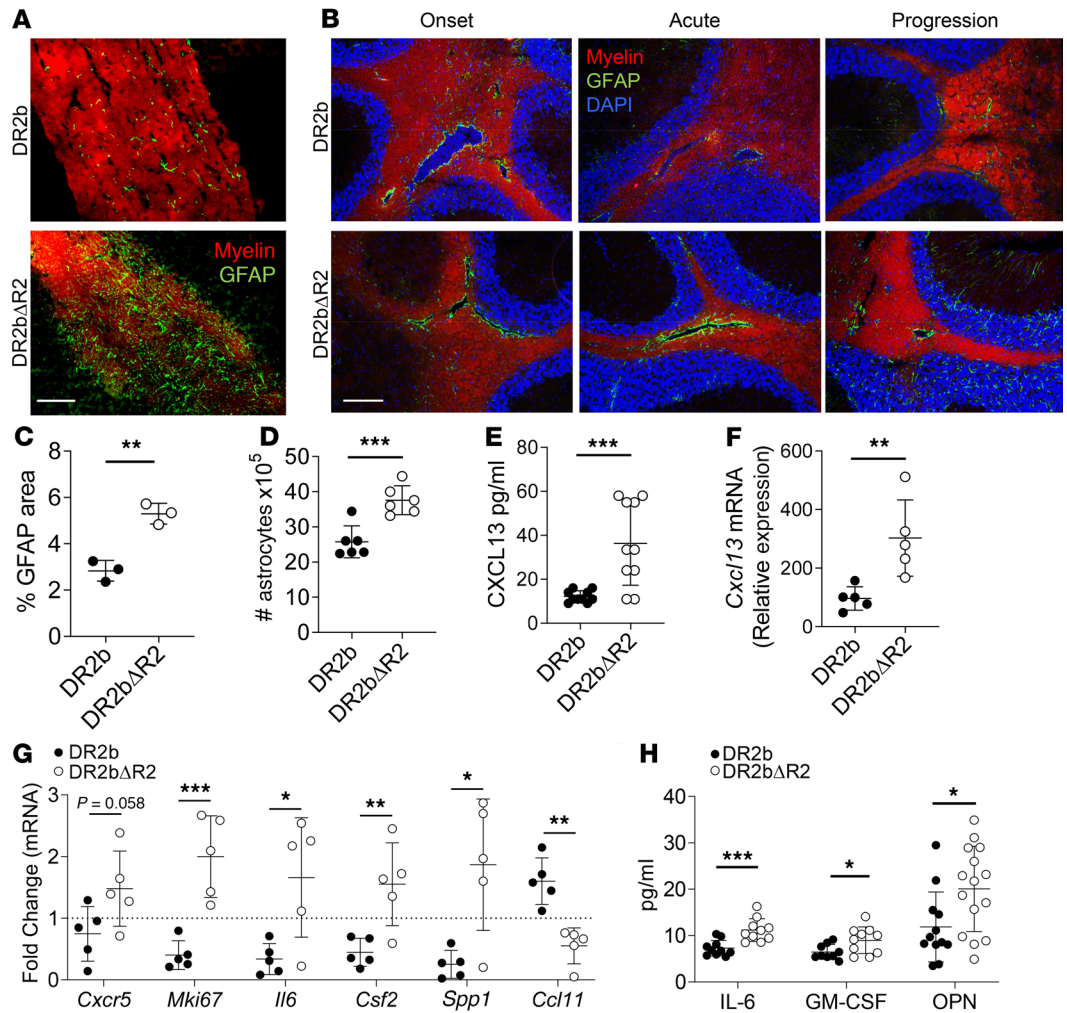 A
DR2b
DR2bΔR2
Myelin
GFAP
B
Onset
Acute
Progression
DR2b
Myelin
GFAP
DAPI
DR2bΔR2
C
% GFAP area
8
6
4
2
0
**
DR2b
DR2bΔR2
D
# astrocytes x10⁵
50
40
30
20
10
0
***
DR2b
DR2bΔR2
E
CXCL13 pg/ml
80
60
40
20
0
***
DR2b
DR2bΔR2
F
Cxcl13 mRNA
(Relative expression)
600
400
200
0
**
DR2b
DR2bΔR2
G
DR2b
DR2bΔR2
Fold Change (mRNA)
3
2
1
0
P = 0.058
***
*
**
*
**
Cxcr5
Mki67
Il6
Csf2
Spp1
Ccl11
H
DR2b
DR2bΔR2
pg/ml
40
30
20
10
0
***
*
*
IL-6
GM-CSF
OPN